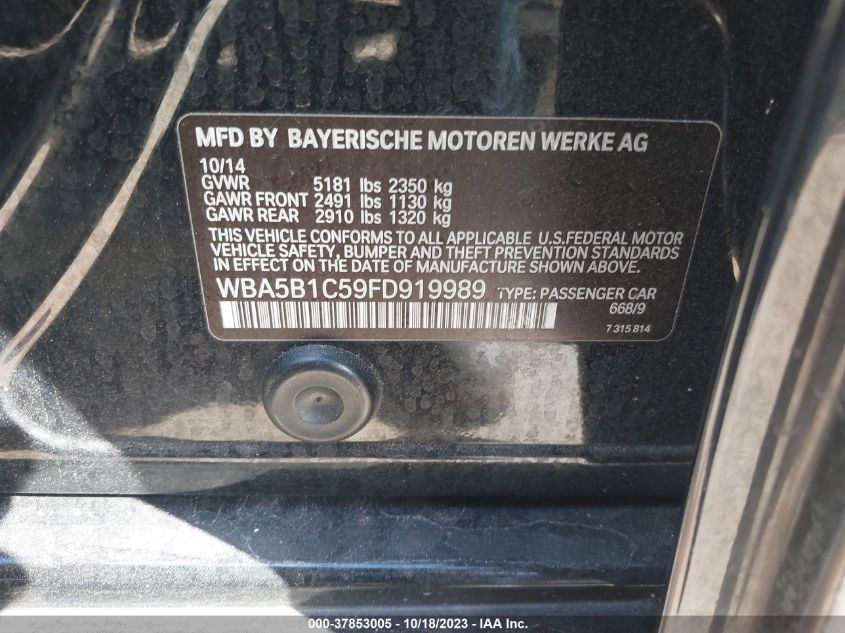 MFD BY BAYERISCHE MOTOREN WERKE AG
10/14
GVWR 5181 lbs 2350 kg
GAWR FRONT 2491 lbs 1130 kg
GAWR REAR 2910 lbs 1320 kg
THIS VEHICLE CONFORMS TO ALL APPLICABLE U.S.FEDERAL MOTOR
VEHICLE SAFETY, BUMPER AND THEFT PREVENTION STANDARDS
IN EFFECT ON THE DATE OF MANUFACTURE SHOWN ABOVE.
WBA5B1C59FD919989 TYPE: PASSENGER CAR
668/9
7 315 814
000-37853005 - 10/18/2023 - IAA Inc.